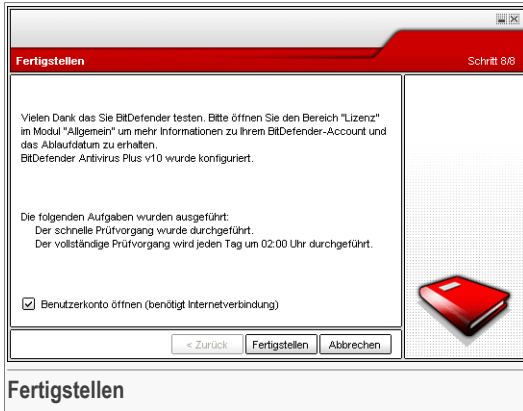 Fertigstellen
Schritt 8/8
Vielen Dank das Sie BitDefender testen. Bitte öffnen Sie den Bereich "Lizenz"
im Modul "Allgemein" um mehr Informationen zu Ihrem BitDefender-Account und
das Ablaufdatum zu erhalten.
BitDefender Antivirus Plus v10 wurde konfiguriert.
Die folgenden Aufgaben wurden ausgeführt:
Der schnelle Prüfvorgang wurde durchgeführt.
Der vollständige Prüfvorgang wird jeden Tag um 02:00 Uhr durchgeführt.
Benutzerkonto öffnen (benötigt Internetverbindung)
< Zurück
Fertigstellen
Abbrechen
Fertigstellen